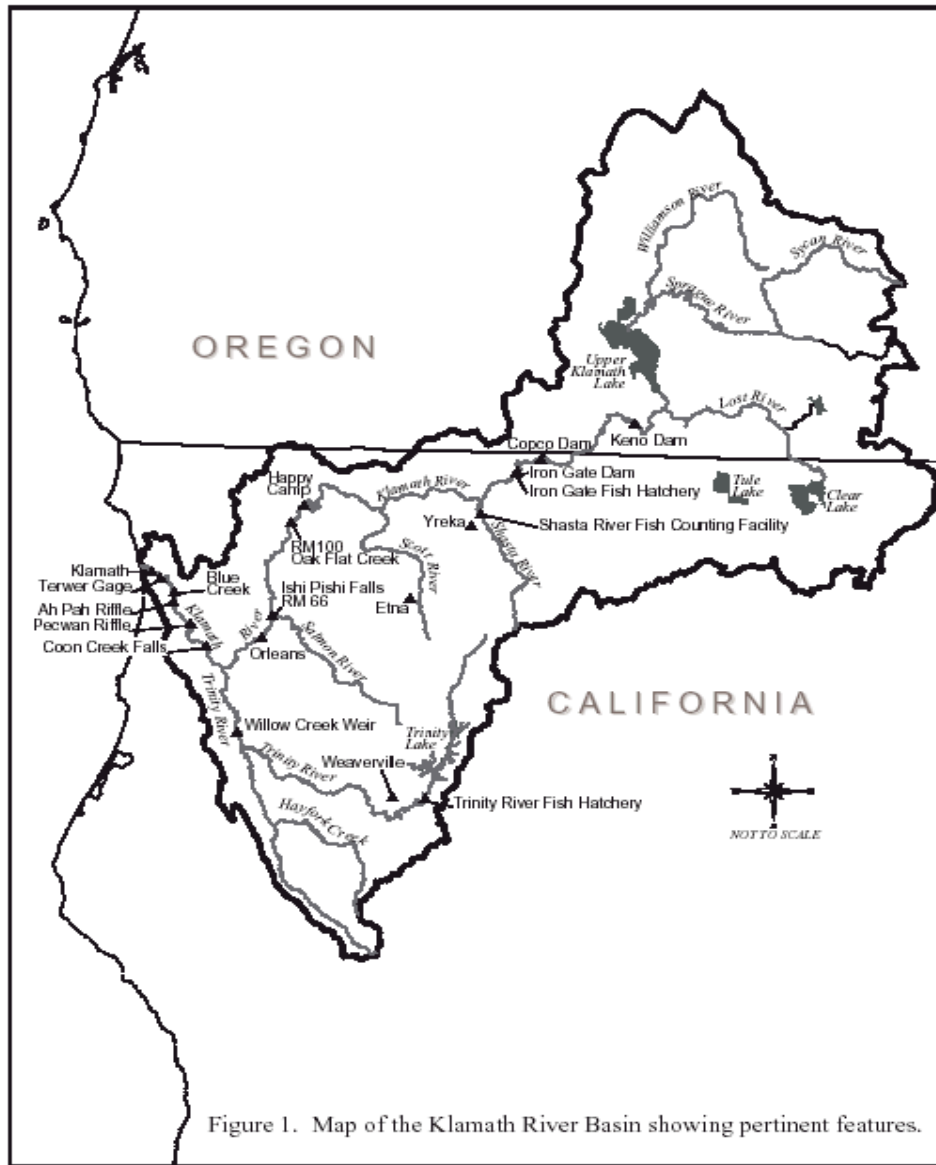 Williamson River
Sycan River
Sprague River
OREGON
Upper
Klamath
Lake
Lost River
Keno Dam
Copco Dam
Iron Gate Dam
Iron Gate Fish Hatchery
Tule
Lake
Clear
Lake
Happy
Camp
Klamath River
Yreka
Shasta River Fish Counting Facility
Shasta River
RM100
Oak Flat Creek
Scott River
Klamath
Terwer Gage
Blue
Creek
Ah Pah Riffle
Pecwan Riffle
Coon Creek Falls
Klamath
River
Ishi Pishi Falls
RM 66
Etna
Orleans
Salmon River
CALIFORNIA
Trinity River
Willow Creek Weir
Trinity
Lake
Trinity River
Weaverville
Trinity River Fish Hatchery
Hayfork Creek
NOT TO SCALE
Figure 1. Map of the Klamath River Basin showing pertinent features.